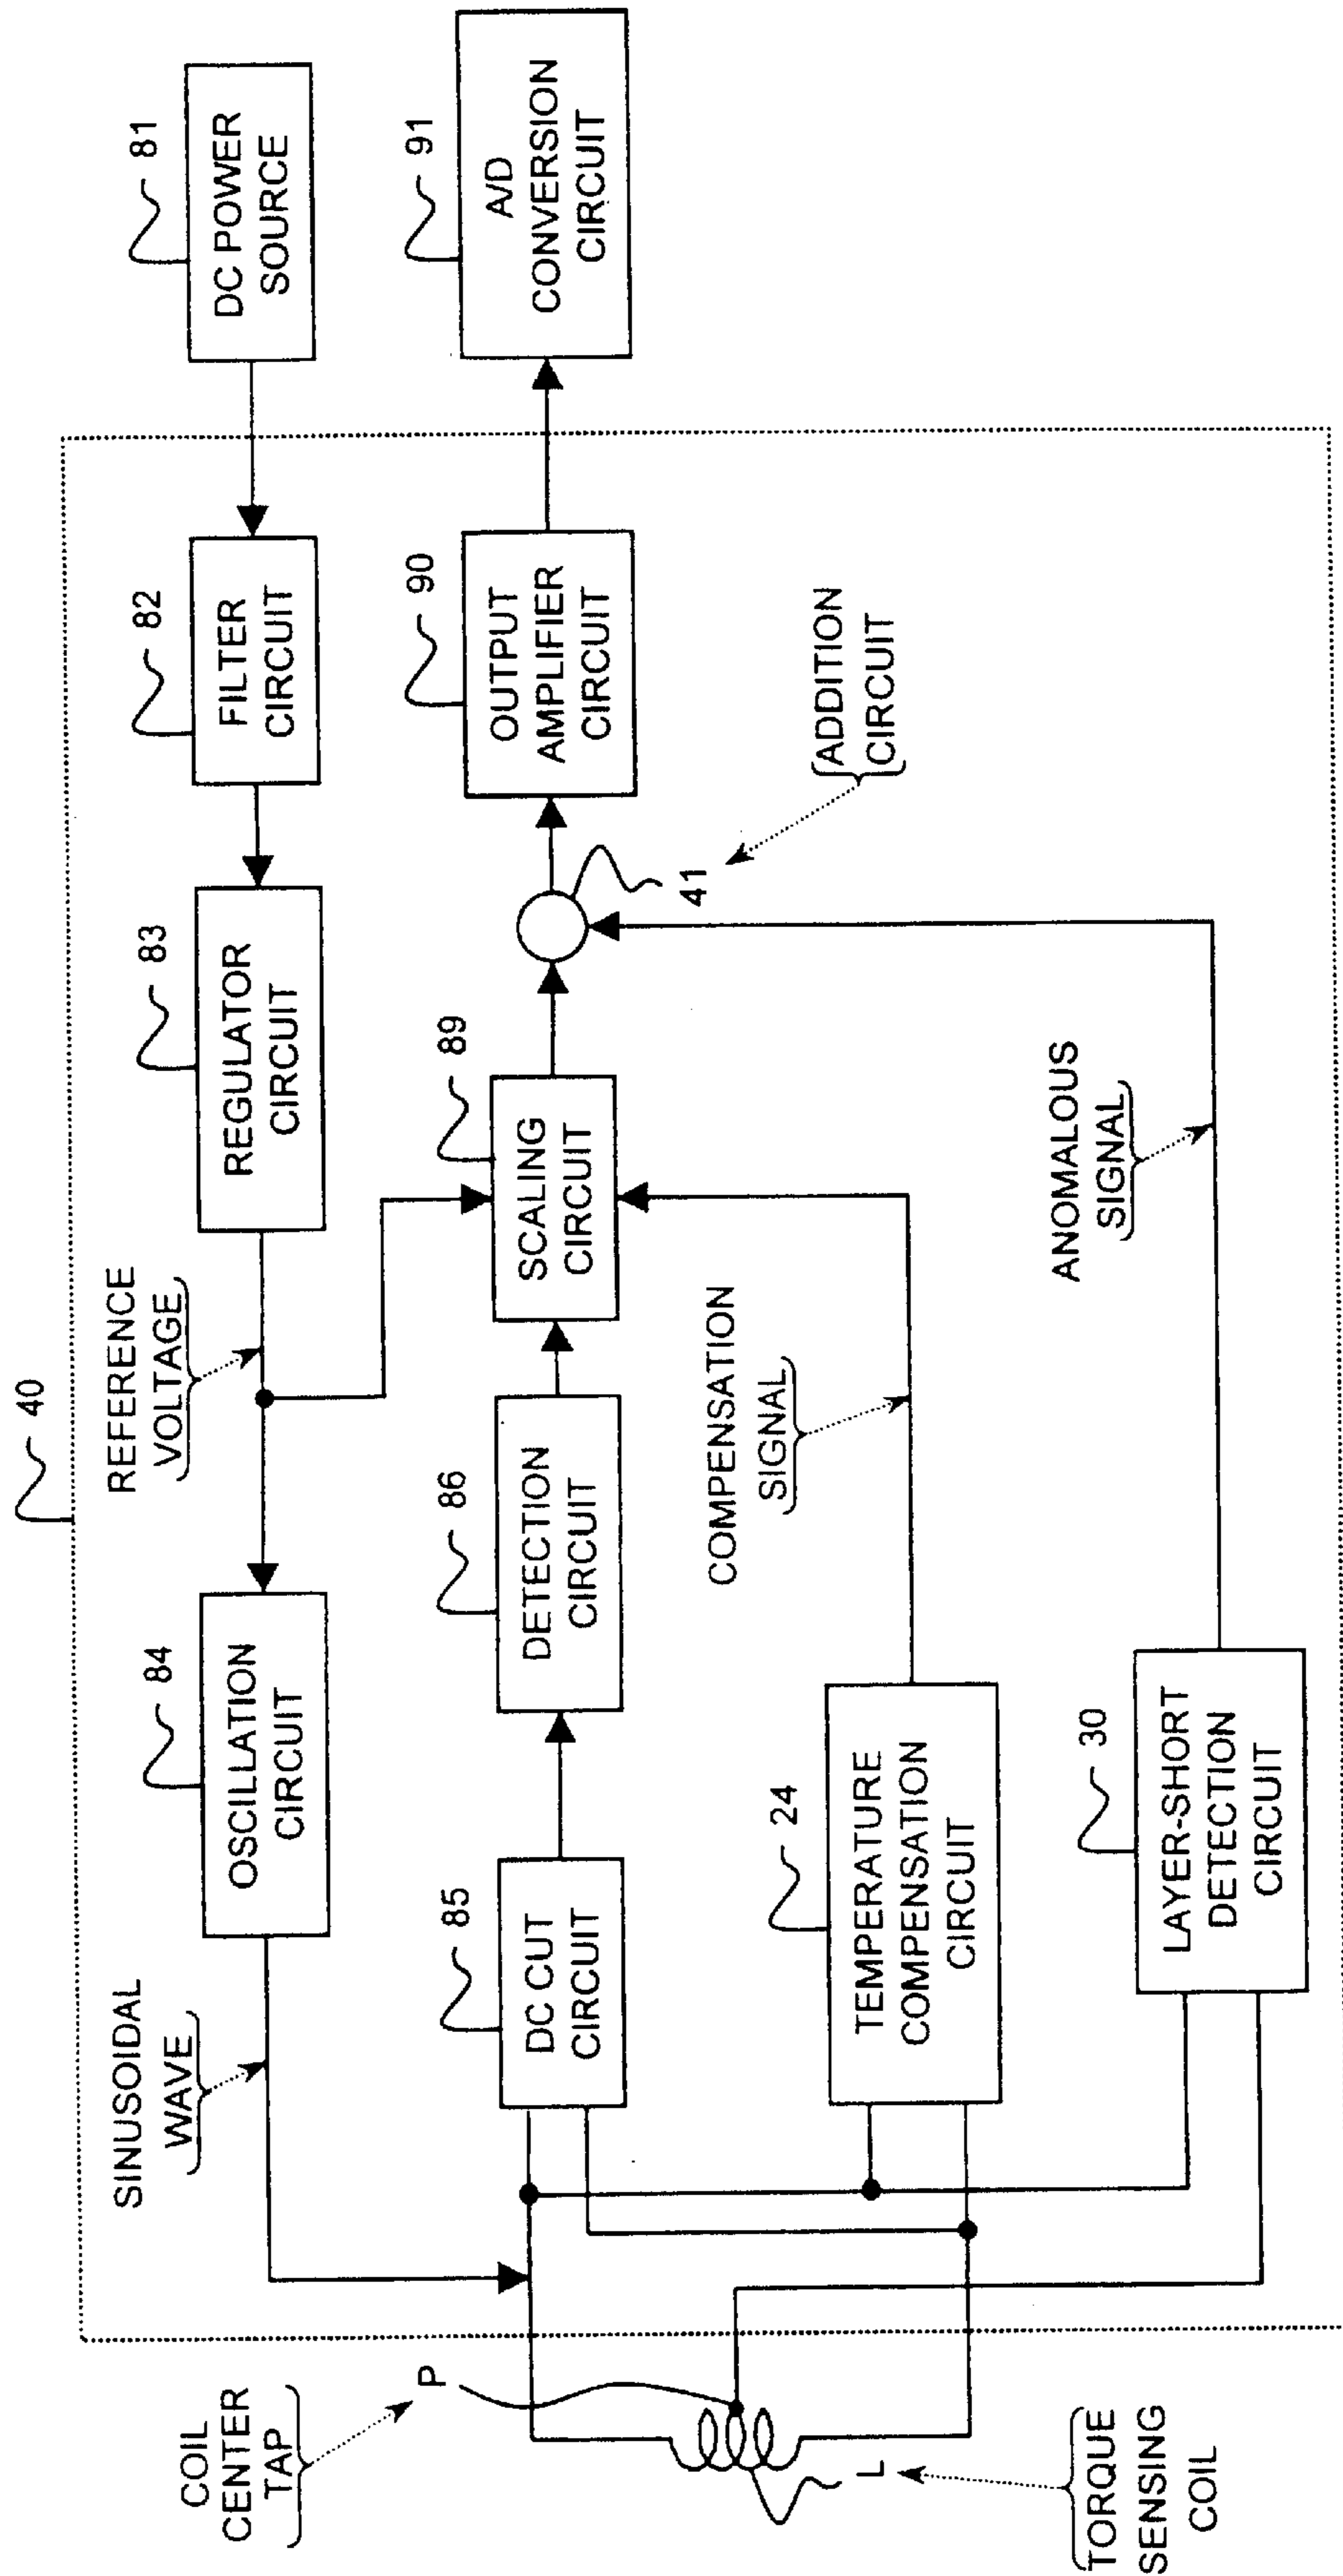 40
SINUSOIDAL
WAVE
84
OSCILLATION
CIRCUIT
REFERENCE
VOLTAGE
83
REGULATOR
CIRCUIT
82
FILTER
CIRCUIT
81
DC POWER
SOURCE
COIL
CENTER
TAP
P
85
DC CUT
CIRCUIT
86
DETECTION
CIRCUIT
89
SCALING
CIRCUIT
41
ADDITION
CIRCUIT
90
OUTPUT
AMPLIFIER
CIRCUIT
91
A/D
CONVERSION
CIRCUIT
L
TORQUE
SENSING
COIL
24
TEMPERATURE
COMPENSATION
CIRCUIT
COMPENSATION
SIGNAL
30
LAYER-SHORT
DETECTION
CIRCUIT
ANOMALOUS
SIGNAL